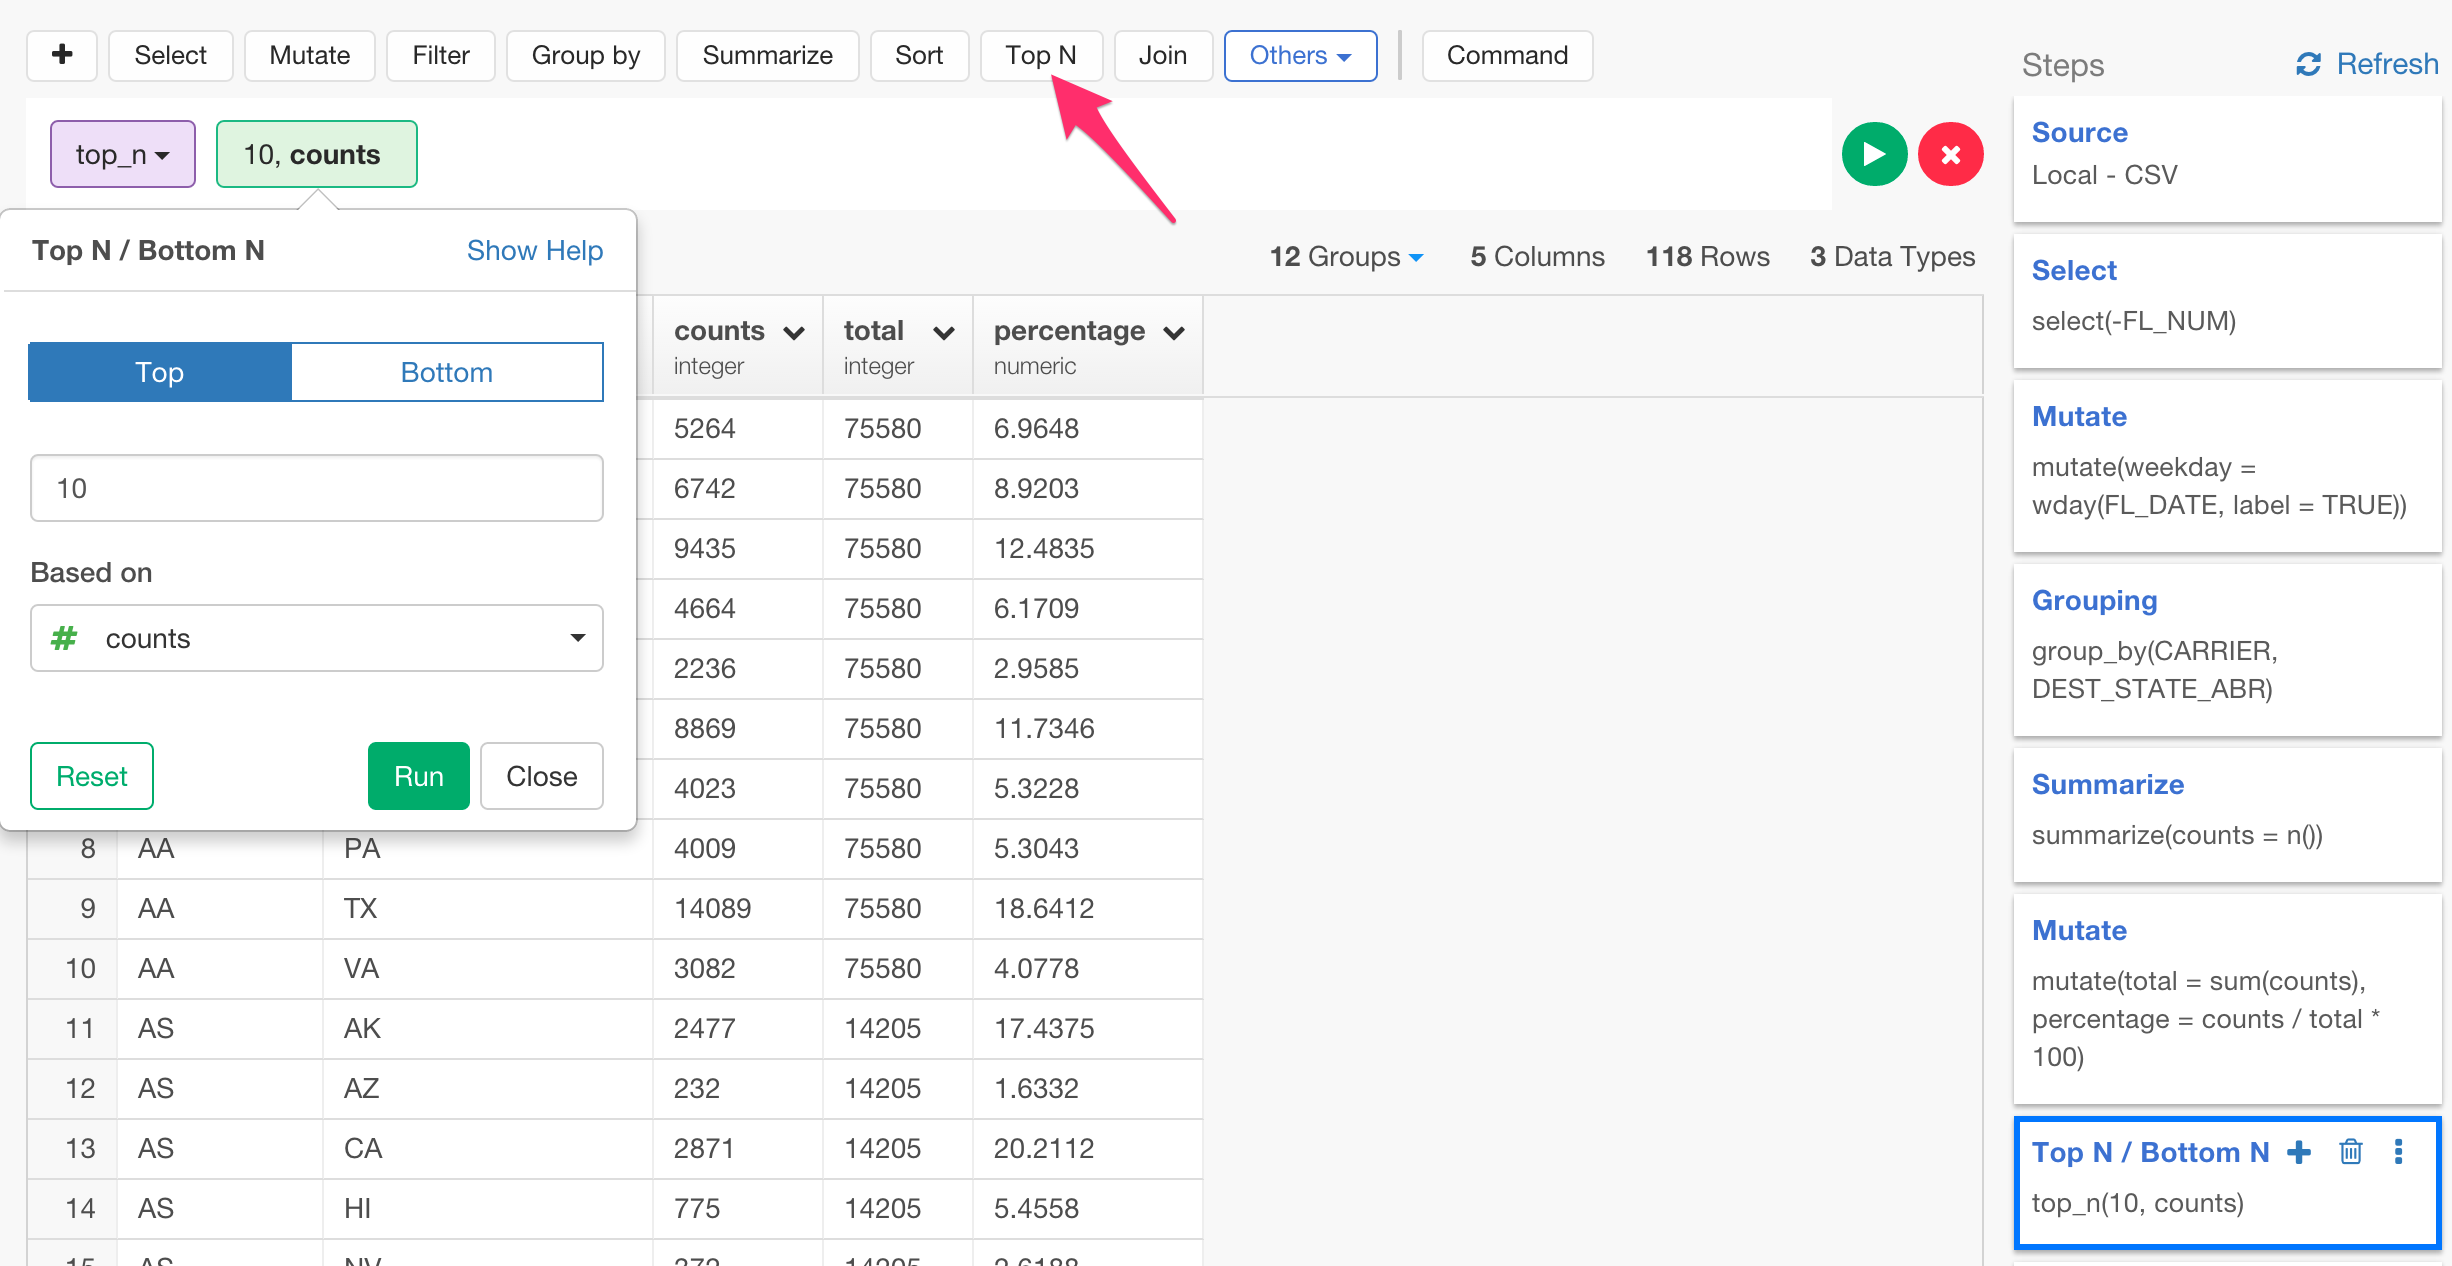 Select
Mutate
Filter
Group by
Summarize
Sort
Top N
Join
Others
Command
top_n
10, counts
Top N / Bottom N
Show Help
Top
Bottom
10
Based on
# counts
Reset
Run
Close
12 Groups
5 Columns
118 Rows
3 Data Types
counts total percentage
integer integer numeric
5264 75580 6.9648
6742 75580 8.9203
9435 75580 12.4835
4664 75580 6.1709
2236 75580 2.9585
8869 75580 11.7346
4023 75580 5.3228
8 AA PA 4009 75580 5.3043
9 AA TX 14089 75580 18.6412
10 AA VA 3082 75580 4.0778
11 AS AK 2477 14205 17.4375
12 AS AZ 232 14205 1.6332
13 AS CA 2871 14205 20.2112
14 AS HI 775 14205 5.4558
15 AS NV 372 14205 2.6188
Steps
Refresh
Source
Local - CSV
Select
select(-FL_NUM)
Mutate
mutate(weekday =
wday(FL_DATE, label = TRUE))
Grouping
group_by(CARRIER,
DEST_STATE_ABR)
Summarize
summarize(counts = n())
Mutate
mutate(total = sum(counts),
percentage = counts / total *
100)
Top N / Bottom N
top_n(10, counts)